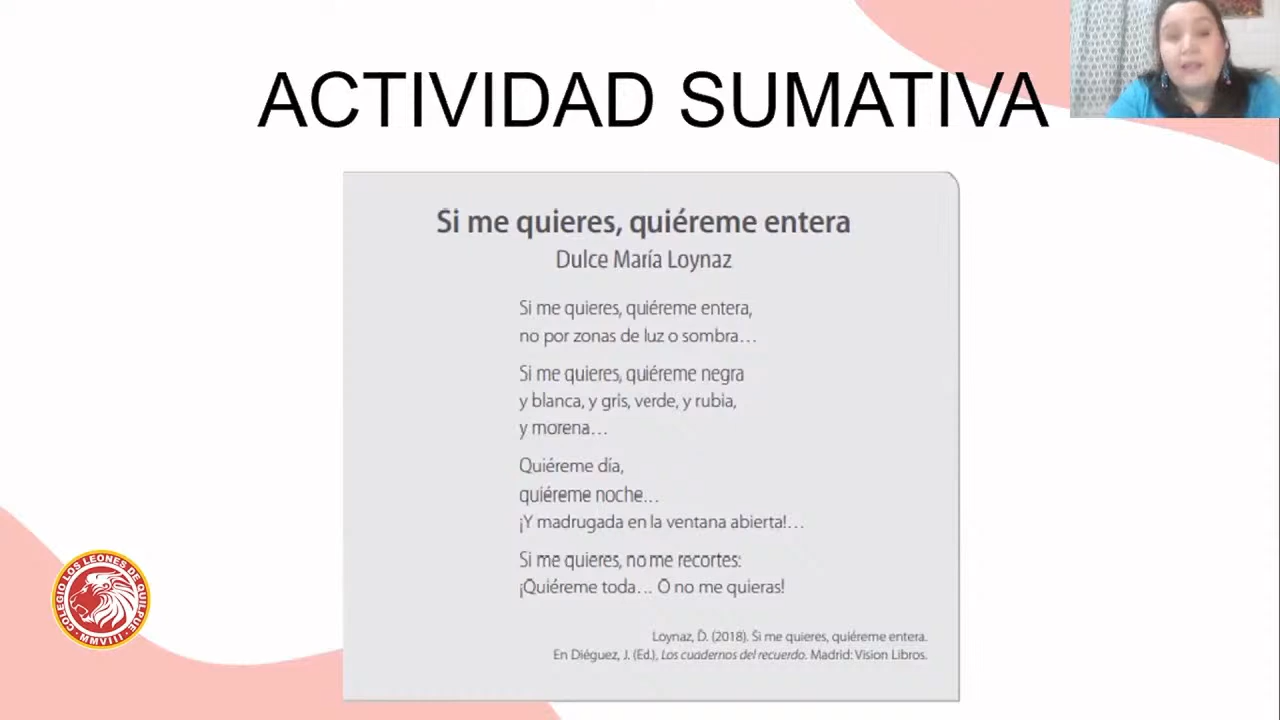 ACTIVIDAD SUMATIVA
Si me quieres, quiéreme entera
Dulce María Loynaz
Si me quieres, quiéreme entera,
no por zonas de luz o sombra…
Si me quieres, quiéreme negra
y blanca, y gris, verde, y rubia,
y morena…
Quiéreme día,
quiéreme noche…
¡Y madrugada en la ventana abierta!…
Si me quieres, no me recortes:
¡Quiéreme toda… O no me quieras!
Loynaz, D. (2018). Si me quieres, quiéreme entera.
En Diéguez, J. (Ed.), Los cuadernos del recuerdo. Madrid: Vision Libros.
COLEGIO LOS LEONES DE QUILPUE
· MMVIII ·